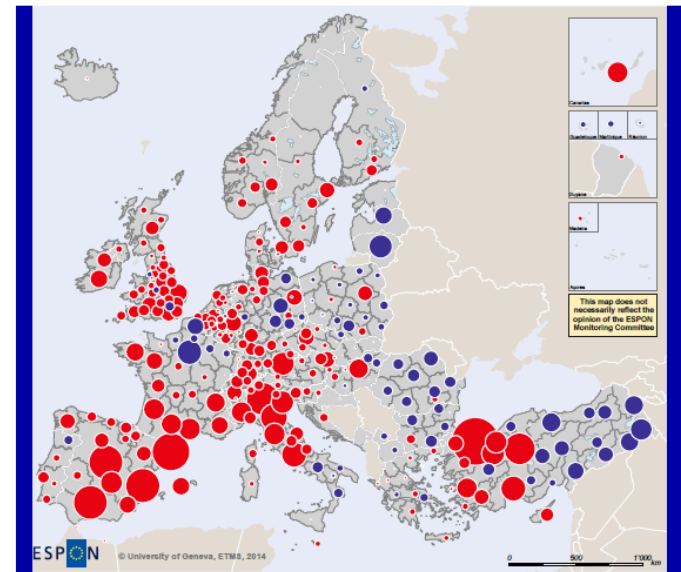 Canarias
Guadeloupe Martinique Réunion
Guyane
Madeira
Açores
This map does not
necessarily reflect the
opinion of the ESPON
Monitoring Committee
ESPON
© University of Geneva, ETMS, 2014
0 500 1'000
km